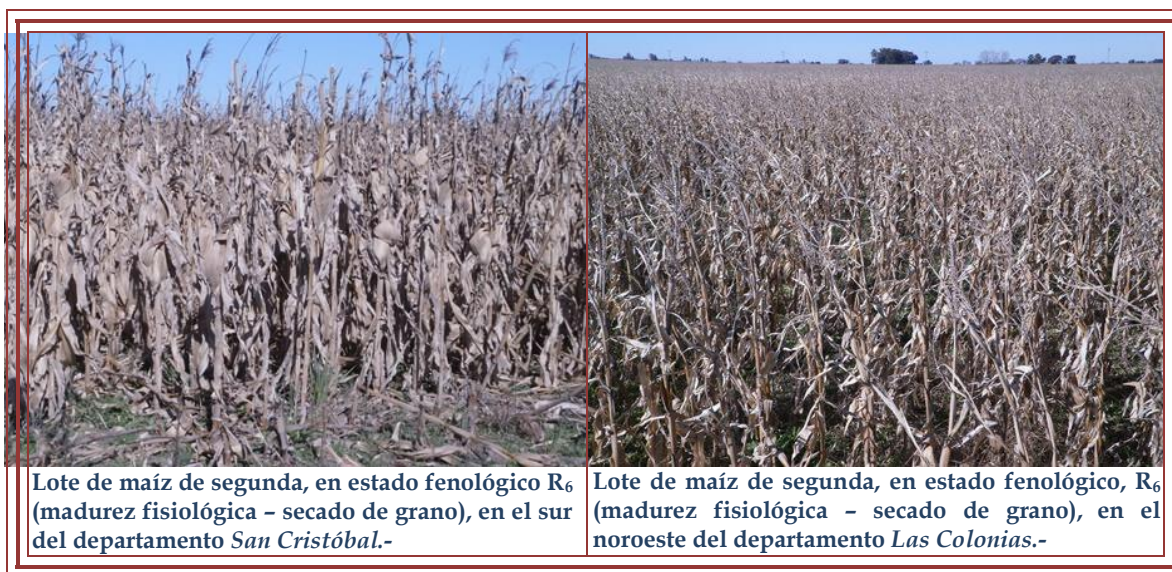 Lote de maíz de segunda, en estado fenológico R₆
(madurez fisiológica – secado de grano), en el sur
del departamento San Cristóbal.-
Lote de maíz de segunda, en estado fenológico, R₆
(madurez fisiológica – secado de grano), en el
noroeste del departamento Las Colonias.-